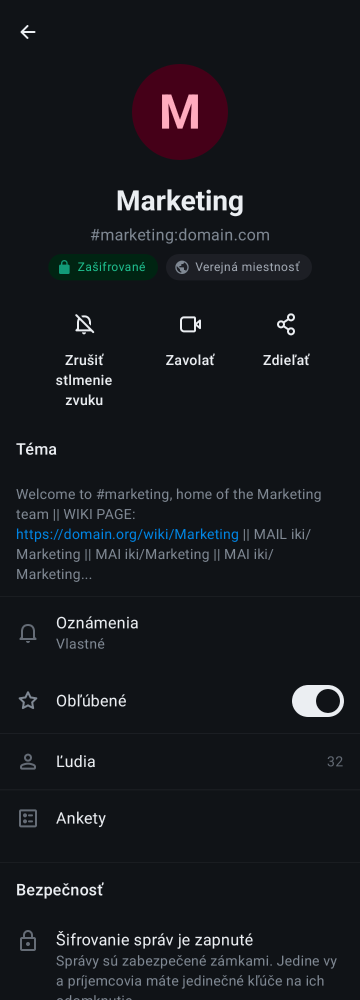 M
Marketing
#marketing:domain.com
Zašifrované
Verejná miestnosť
Zrušiť
stlmenie
zvuku
Zavolať
Zdieľať
Téma
Welcome to #marketing, home of the Marketing
team || WIKI PAGE:
https://domain.org/wiki/Marketing || MAIL iki/
Marketing || MAI iki/Marketing || MAI iki/
Marketing...
Oznámenia
Vlastné
Obľúbené
Ľudia
32
Ankety
Bezpečnosť
Šifrovanie správ je zapnuté
Správy sú zabezpečené zámkami. Jedine vy
a príjemcovia máte jedinečné kľúče na ich